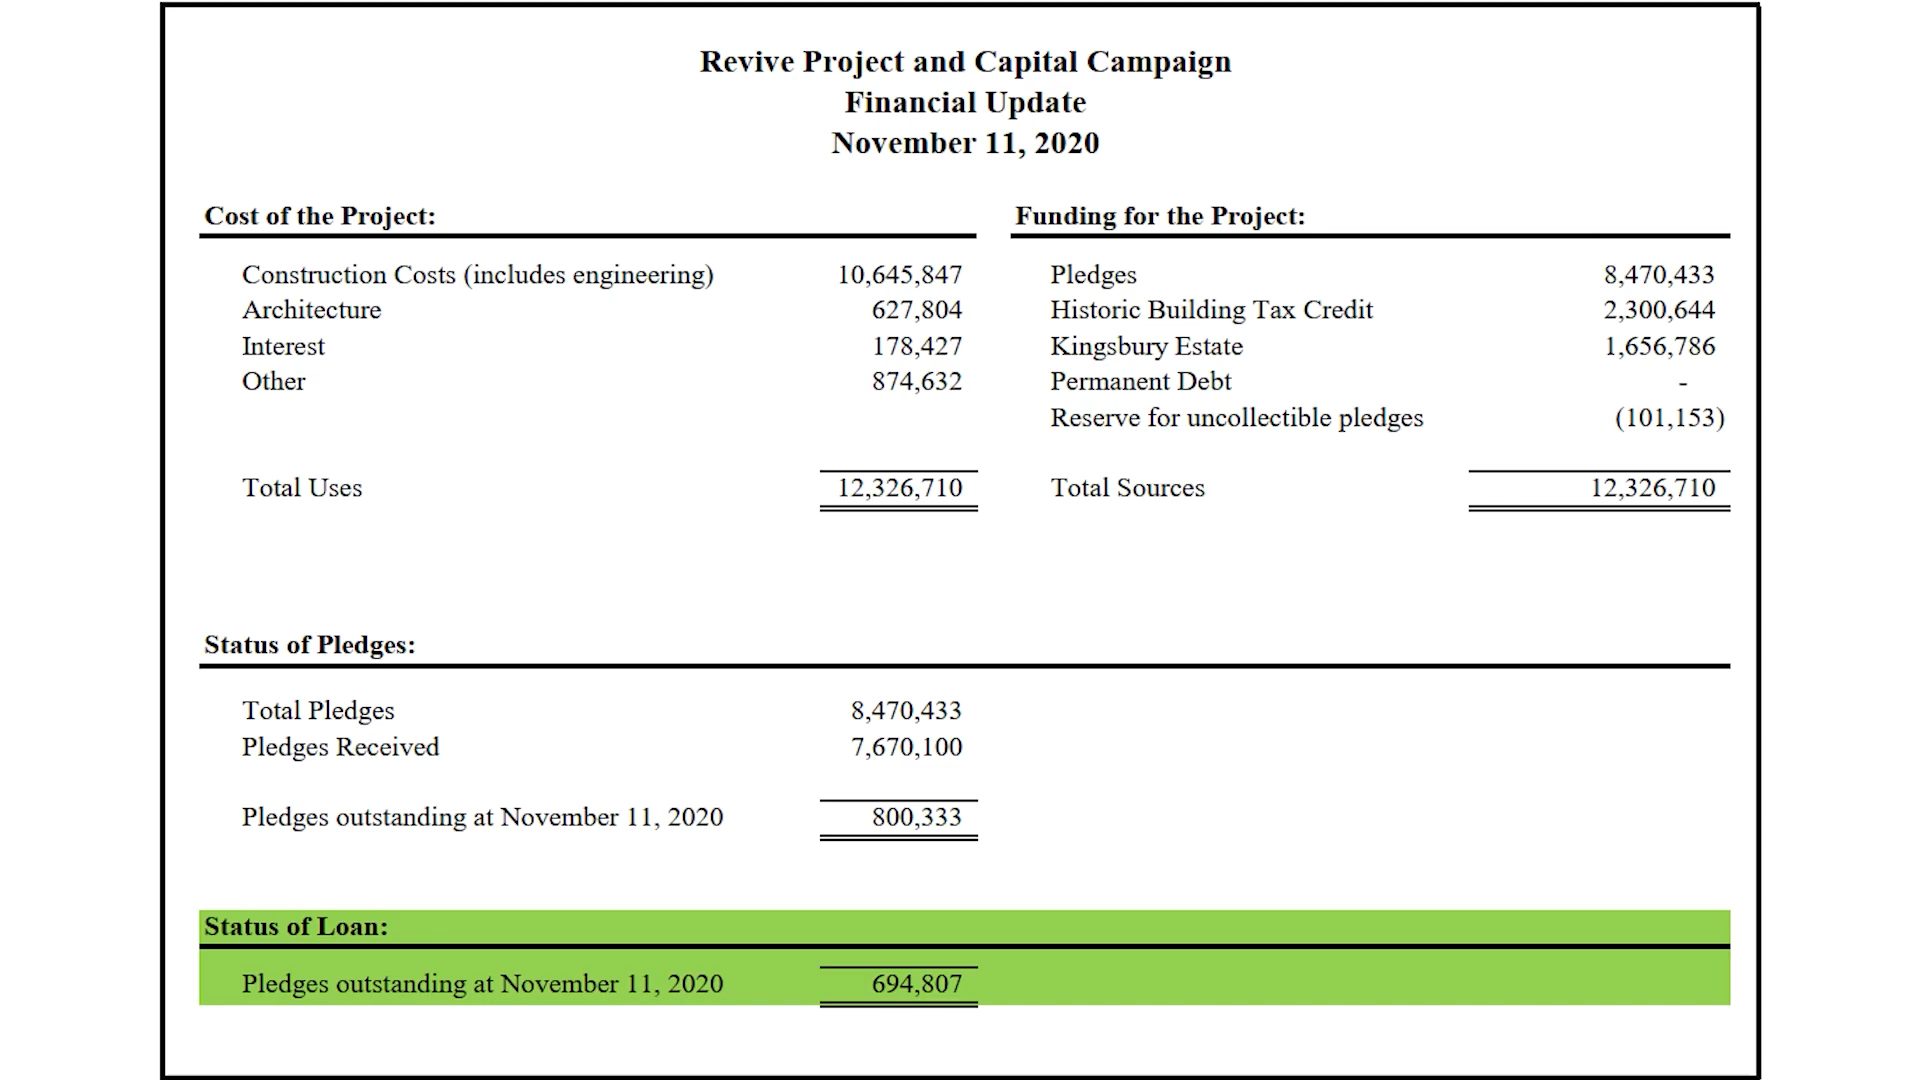 Revive Project and Capital Campaign
Financial Update
November 11, 2020
Cost of the Project:
Construction Costs (includes engineering) 10,645,847
Architecture 627,804
Interest 178,427
Other 874,632
Total Uses 12,326,710
Funding for the Project:
Pledges 8,470,433
Historic Building Tax Credit 2,300,644
Kingsbury Estate 1,656,786
Permanent Debt -
Reserve for uncollectible pledges (101,153)
Total Sources 12,326,710
Status of Pledges:
Total Pledges 8,470,433
Pledges Received 7,670,100
Pledges outstanding at November 11, 2020 800,333
Status of Loan:
Pledges outstanding at November 11, 2020 694,807